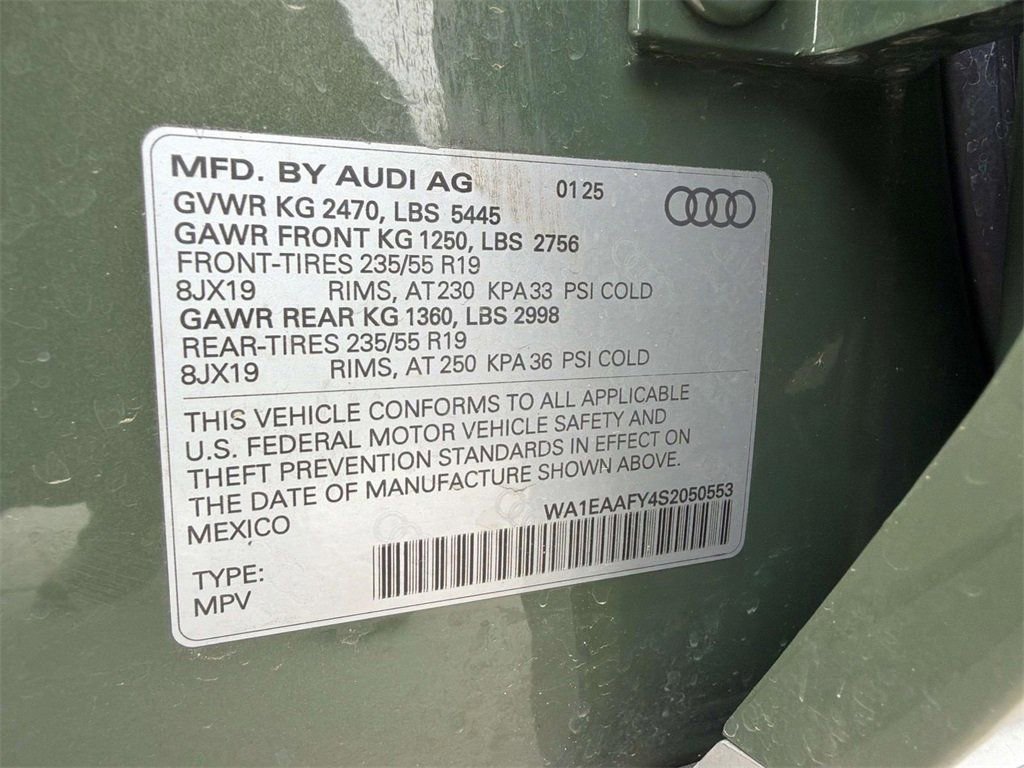 MFD. BY AUDI AG 01 25
GVWR KG 2470, LBS 5445
GAWR FRONT KG 1250, LBS 2756
FRONT-TIRES 235/55 R19
8JX19 RIMS, AT 230 KPA 33 PSI COLD
GAWR REAR KG 1360, LBS 2998
REAR-TIRES 235/55 R19
8JX19 RIMS, AT 250 KPA 36 PSI COLD
THIS VEHICLE CONFORMS TO ALL APPLICABLE
U.S. FEDERAL MOTOR VEHICLE SAFETY AND
THEFT PREVENTION STANDARDS IN EFFECT ON
THE DATE OF MANUFACTURE SHOWN ABOVE.
MEXICO WA1EAAFY4S2050553
TYPE:
MPV